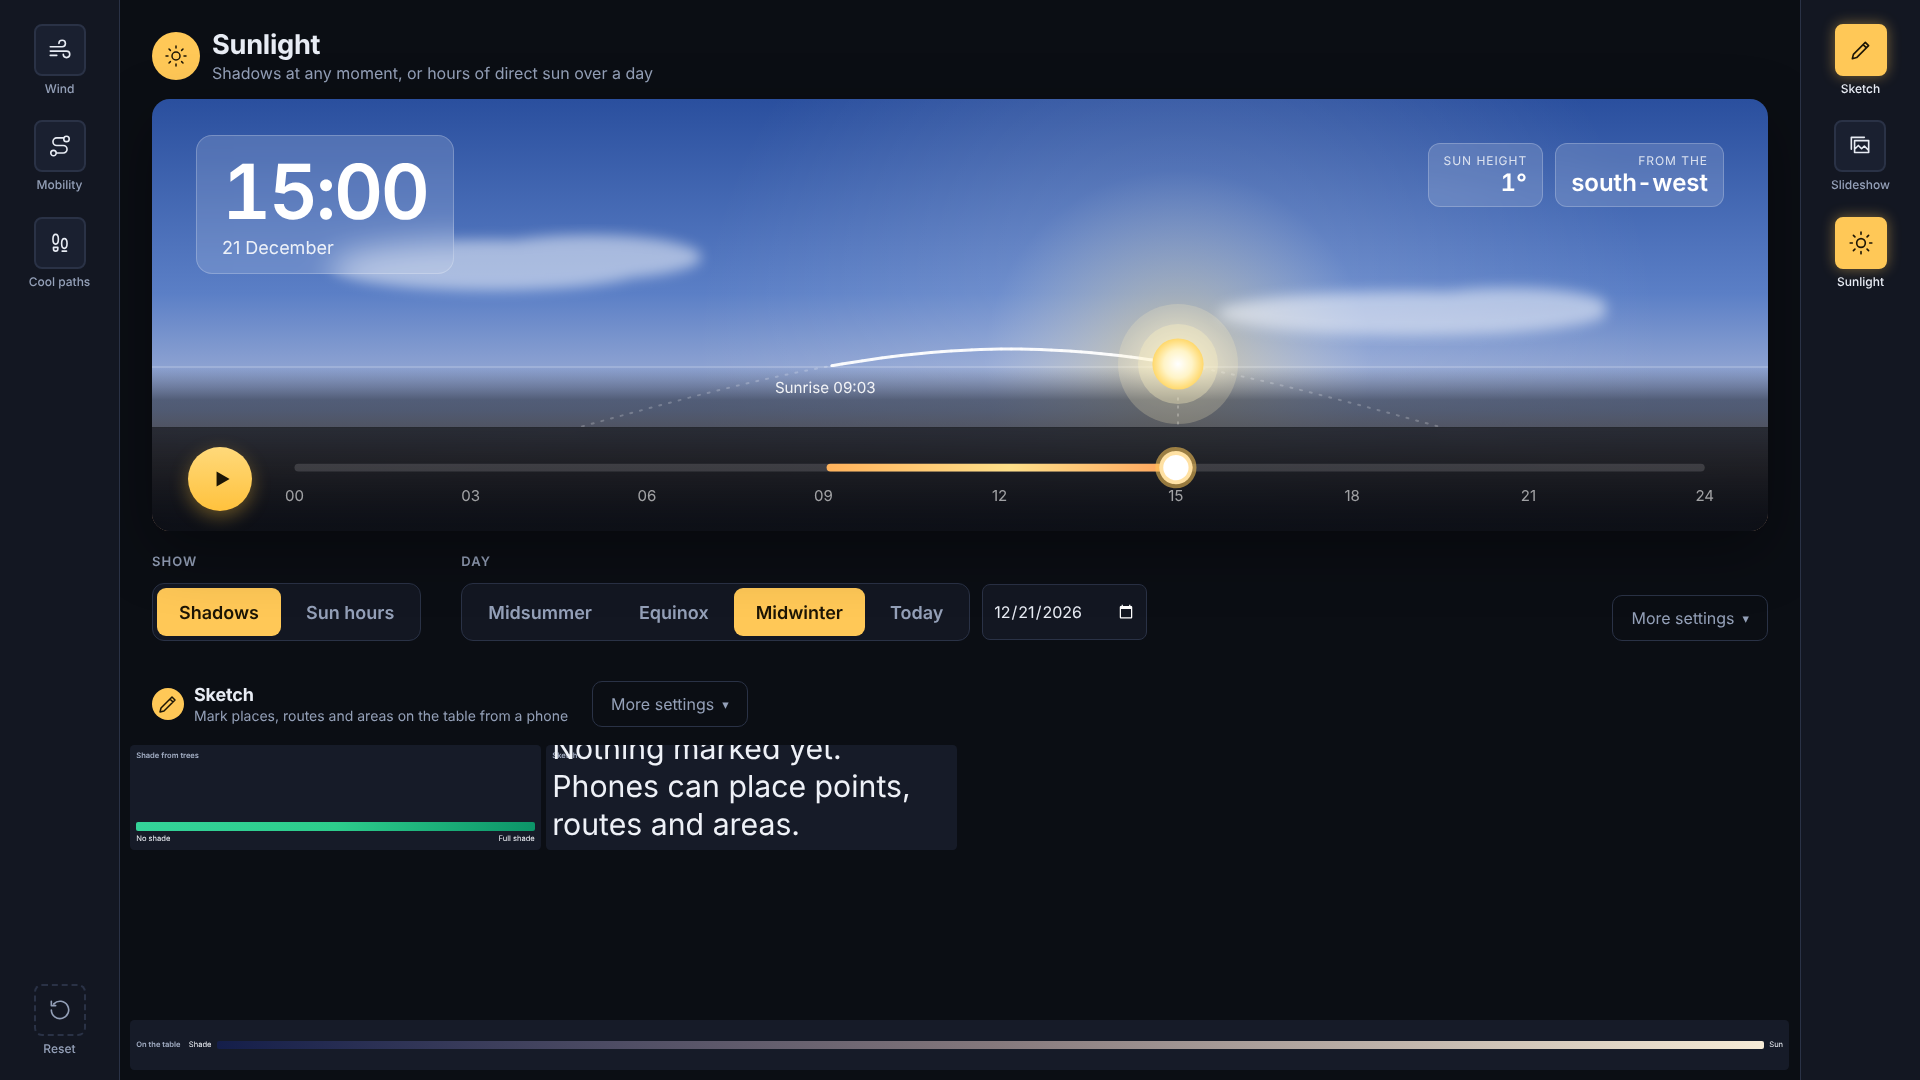 Wind
Mobility
Cool paths
Reset
Sunlight
Shadows at any moment, or hours of direct sun over a day
15:00
21 December
SUN HEIGHT
1°
FROM THE
south-west
Sunrise 09:03
00 03 06 09 12 15 18 21 24
SHOW
Shadows Sun hours
DAY
Midsummer Equinox Midwinter Today
12/21/2026
More settings ▾
Sketch
Mark places, routes and areas on the table from a phone
More settings ▾
Shade from trees
No shade Full shade
Sketch
Nothing marked yet.
Phones can place points,
routes and areas.
On the table Shade Sun
Sketch
Slideshow
Sunlight